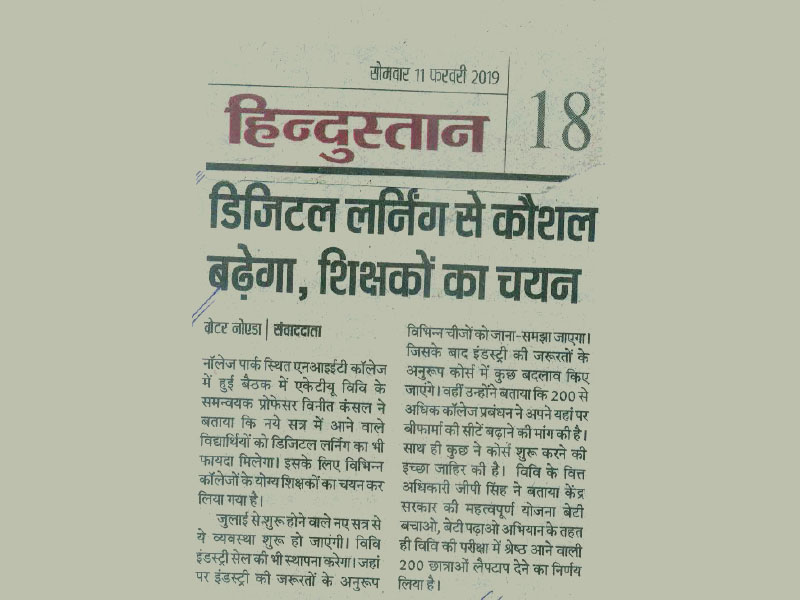 सोमवार 11 फरवरी 2019
हिन्दुस्तान
18
डिजिटल लर्निंग से कौशल
बढ़ेगा, शिक्षकों का चयन
ग्रेटर नोएडा | संवाददाता
नॉलेज पार्क स्थित एनआइईटी कॉलेज
में हुई बैठक में एकेटीयू विवि के
समन्वयक प्रोफेसर विनीत कंसल ने
बताया कि नये सत्र में आने वाले
विद्यार्थियों को डिजिटल लर्निग का भी
फायदा मिलेगा। इसके लिए विभिन्न
कॉलेजों के योग्य शिक्षकों का चयन कर
लिया गया है।
जुलाई से शुरू होने वाले नए सत्र से
ये व्यवस्था शुरू हो जाएंगी। विवि
इंडस्ट्री सेल की भी स्थापना करेगा। जहां
पर इंडस्ट्री की जरूरतों के अनुरूप
विभिन्न चीजों को जाना-समझा जाएगा।
जिसके बाद इंडस्ट्री की जरूरतों के
अनुरूप कोर्स में कुछ बदलाव किए
जाएंगे। वहीं उन्होंने बताया कि 200 से
अधिक कॉलेज प्रबंधन ने अपने यहां पर
बीफार्मा की सीटें बढ़ाने की मांग की है।
साथ ही कुछ ने कोर्स शुरू करने की
इच्छा जाहिर की है। विवि के वित्त
अधिकारी जीपी सिंह ने बताया केंद्र
सरकार की महत्वपूर्ण योजना बेटी
बचाओ, बेटी पढ़ाओ अभियान के तहत
ही विवि की परीक्षा में श्रेष्ठ आने वाली
200 छात्राओं लैपटाप देने का निर्णय
लिया है।